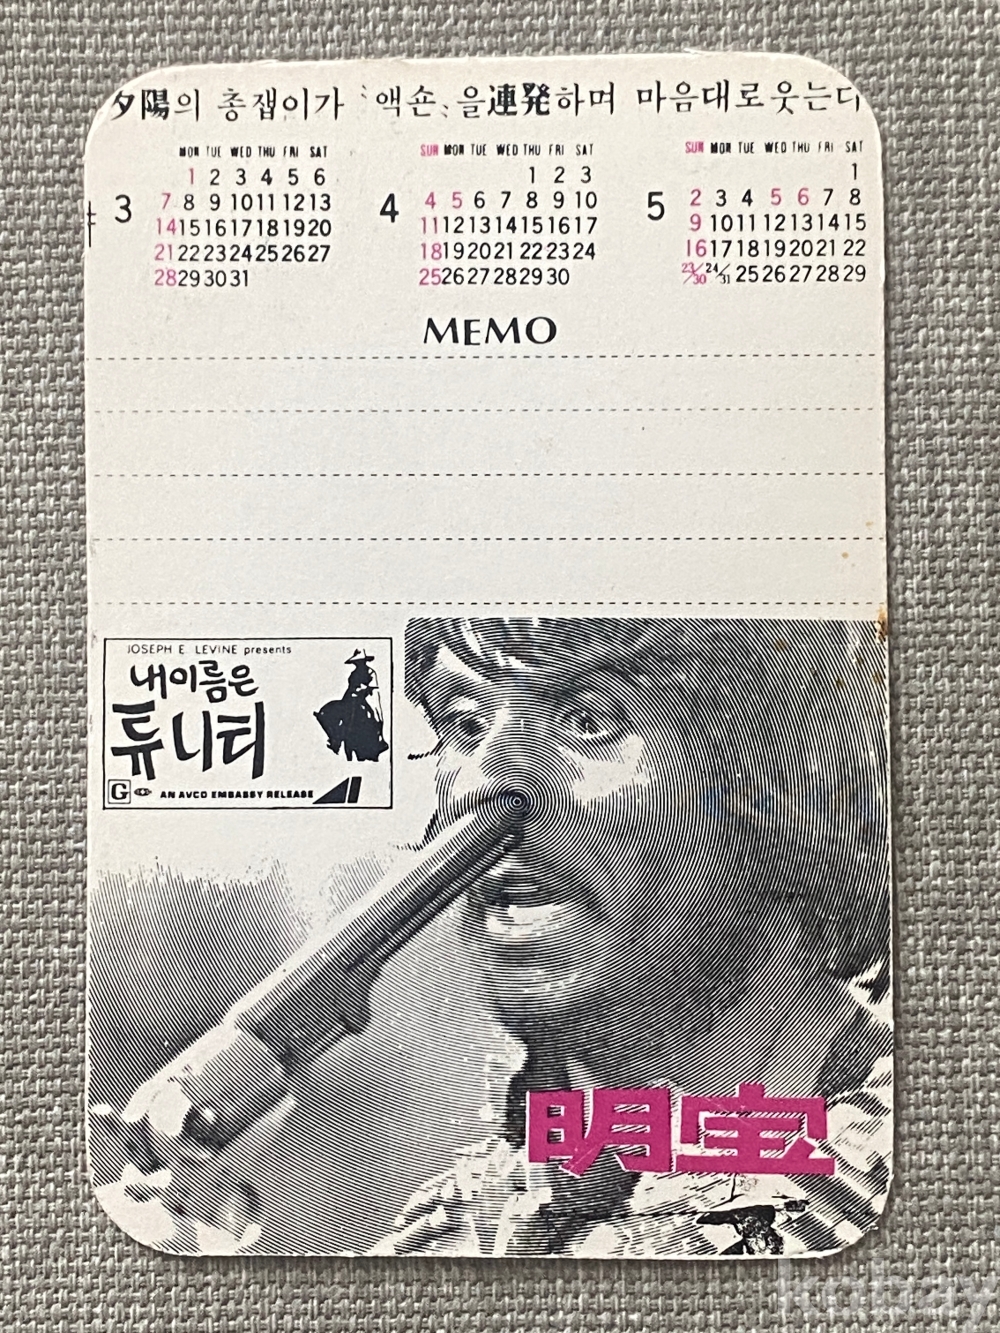 夕陽의 총잽이가 액숀、을連発하며 마음대로웃는다
MON TUE WED THU FRI SAT
SUN MON TUE WED THU FRI SAT
SUN MON TUE WED THU FRI SAT
3
1 2 3 4 5 6
7 8 9 10 11 12 13
14 15 16 17 18 19 20
21 22 23 24 25 26 27
28 29 30 31
4
1 2 3
4 5 6 7 8 9 10
11 12 13 14 15 16 17
18 19 20 21 22 23 24
25 26 27 28 29 30
5
1
2 3 4 5 6 7 8
9 10 11 12 13 14 15
16 17 18 19 20 21 22
23/30 24/31 25 26 27 28 29
MEMO
JOSEPH E. LEVINE presents
내이름은
튜니티
G AN AVCO EMBASSY RELEASE
明宝